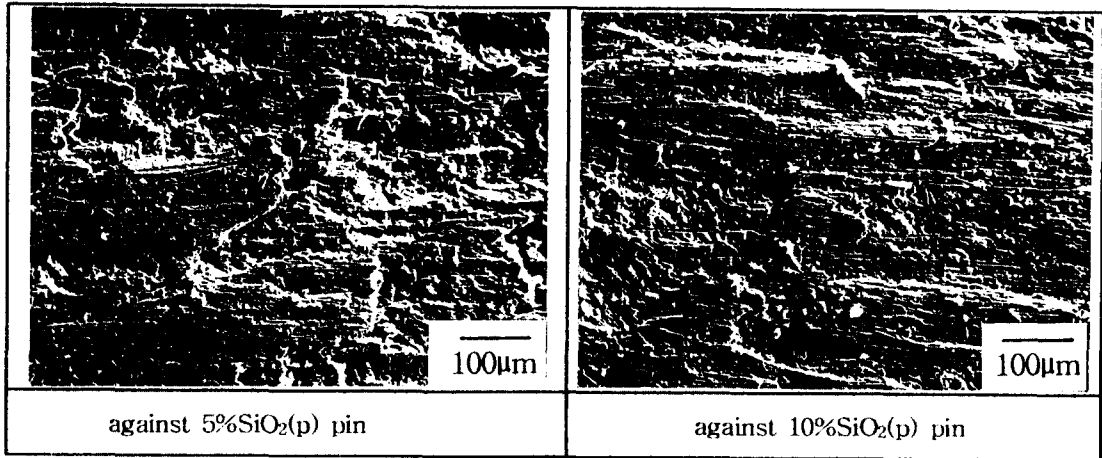 100μm
100μm
against 5%SiO₂(p) pin
against 10%SiO₂(p) pin